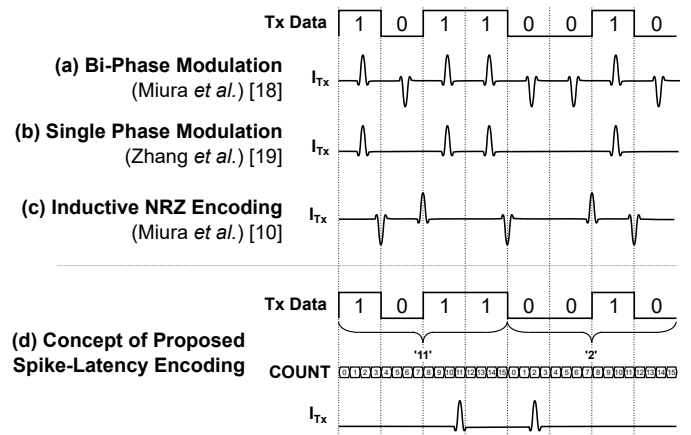 Tx Data 1 0 1 1 0 0 1 0
(a) Bi-Phase Modulation
(Miura et al.) [18]
I_Tx
(b) Single Phase Modulation
(Zhang et al.) [19]
I_Tx
(c) Inductive NRZ Encoding
(Miura et al.) [10]
I_Tx
Tx Data 1 0 1 1 0 0 1 0
(d) Concept of Proposed
Spike-Latency Encoding
'11' '2'
COUNT 0 1 2 3 4 5 6 7 8 9 10 11 12 13 14 15 0 1 2 3 4 5 6 7 8 9 10 11 12 13 14 15
I_Tx